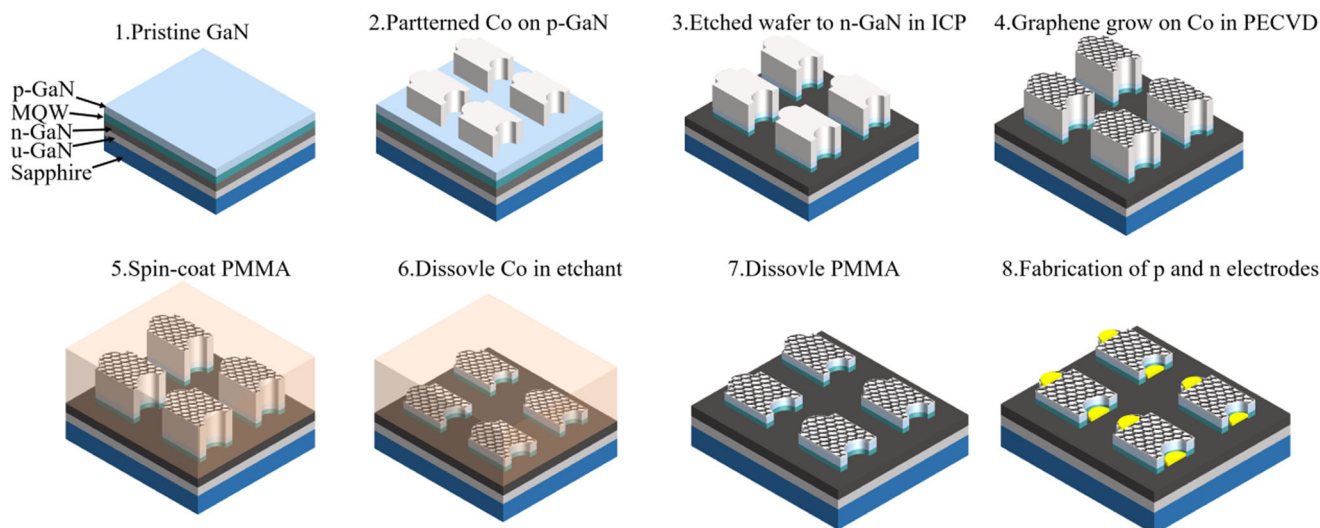 1.Pristine GaN
2.Partterned Co on p-GaN
3.Etched wafer to n-GaN in ICP
4.Graphene grow on Co in PECVD
p-GaN
MQW
n-GaN
u-GaN
Sapphire
5.Spin-coat PMMA
6.Dissovle Co in etchant
7.Dissovle PMMA
8.Fabrication of p and n electrodes